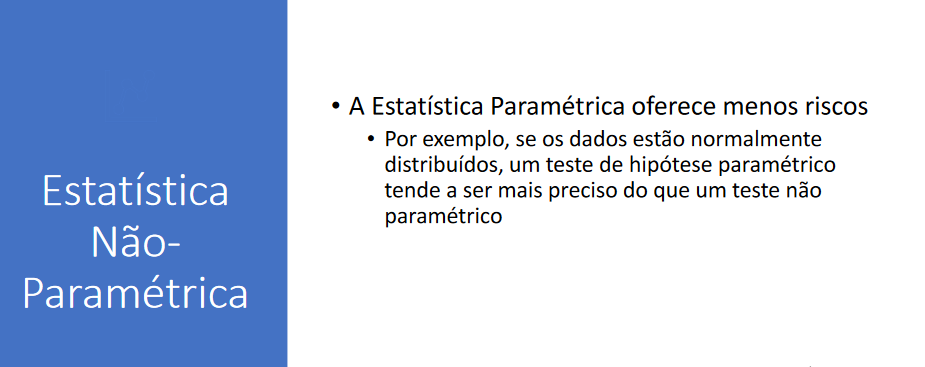 Estatística
Não-
Paramétrica
• A Estatística Paramétrica oferece menos riscos
• Por exemplo, se os dados estão normalmente
distribuídos, um teste de hipótese paramétrico
tende a ser mais preciso do que um teste não
paramétrico